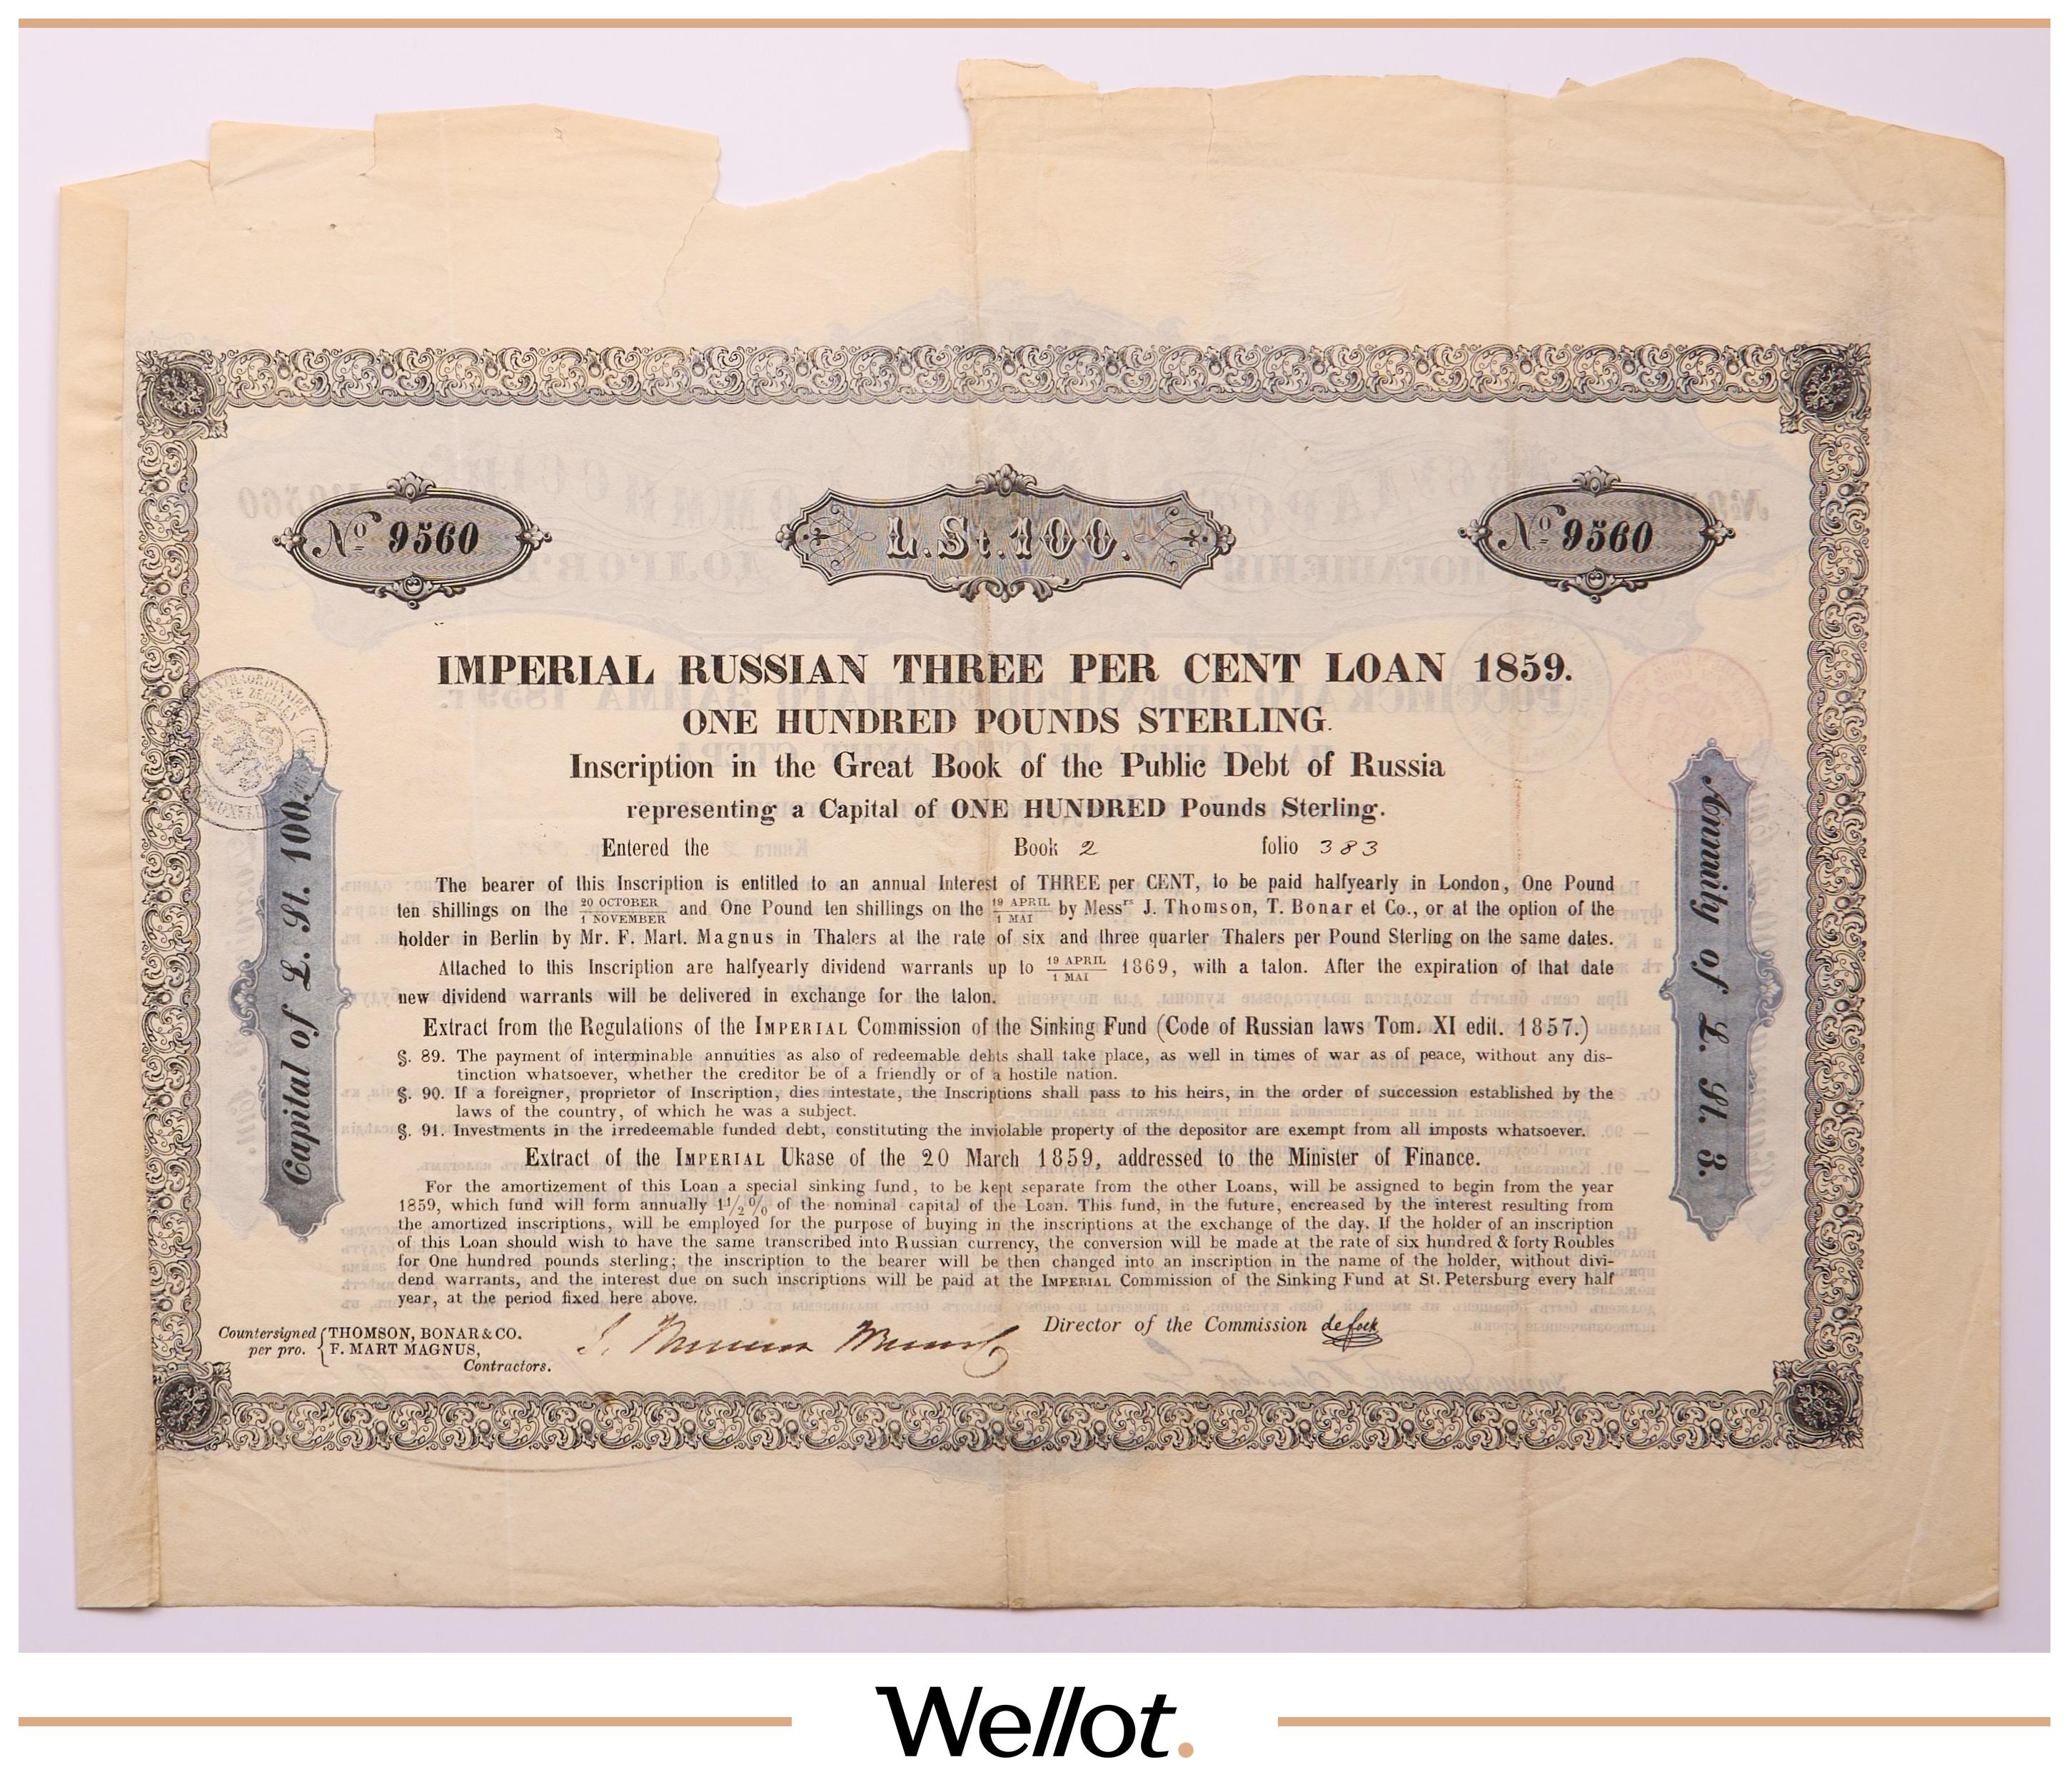 No 9560
L. St. 100.
No 9560
IMPERIAL RUSSIAN THREE PER CENT LOAN 1859.
ONE HUNDRED POUNDS STERLING.
Inscription in the Great Book of the Public Debt of Russia
representing a Capital of ONE HUNDRED Pounds Sterling.
Entered the Book 2 folio 383
The bearer of this Inscription is entitled to an annual Interest of THREE per CENT, to be paid halfyearly in London, One Pound
ten shillings on the 20 OCTOBER / 1 NOVEMBER and One Pound ten shillings on the 19 APRIL / 1 MAI by Messrs J. Thomson, T. Bonar et Co., or at the option of the
holder in Berlin by Mr. F. Mart. Magnus in Thalers at the rate of six and three quarter Thalers per Pound Sterling on the same dates.
Attached to this Inscription are halfyearly dividend warrants up to 19 APRIL / 1 MAI 1869, with a talon. After the expiration of that date
new dividend warrants will be delivered in exchange for the talon.
Extract from the Regulations of the IMPERIAL Commission of the Sinking Fund (Code of Russian laws Tom. XI edit. 1857.)
§. 89. The payment of interminable annuities as also of redeemable debts shall take place, as well in times of war as of peace, without any dis-
tinction whatsoever, whether the creditor be of a friendly or of a hostile nation.
§. 90. If a foreigner, proprietor of Inscription, dies intestate, the Inscriptions shall pass to his heirs, in the order of succession established by the
laws of the country, of which he was a subject.
§. 91. Investments in the irredeemable funded debt, constituting the inviolable property of the depositor are exempt from all imposts whatsoever.
Extract of the IMPERIAL Ukase of the 20 March 1859, addressed to the Minister of Finance.
For the amortizement of this Loan a special sinking fund, to be kept separate from the other Loans, will be assigned to begin from the year
1859, which fund will form annually 1 1/2 % of the nominal capital of the Loan. This fund, in the future, encreased by the interest resulting from
the amortized inscriptions, will be employed for the purpose of buying in the inscriptions at the exchange of the day. If the holder of an inscription
of this Loan should wish to have the same transcribed into Russian currency, the conversion will be made at the rate of six hundred & forty Roubles
for One hundred pounds sterling; the inscription to the bearer will be then changed into an inscription in the name of the holder, without divi-
dend warrants, and the interest due on such inscriptions will be paid at the IMPERIAL Commission of the Sinking Fund at St. Petersburg every half
year, at the period fixed here above.
Countersigned per pro. { THOMSON, BONAR & CO.
F. MART MAGNUS,
Contractors.
Director of the Commission
Capital of L. St. 100.
Annuity of L. St. 3.
Wellot.